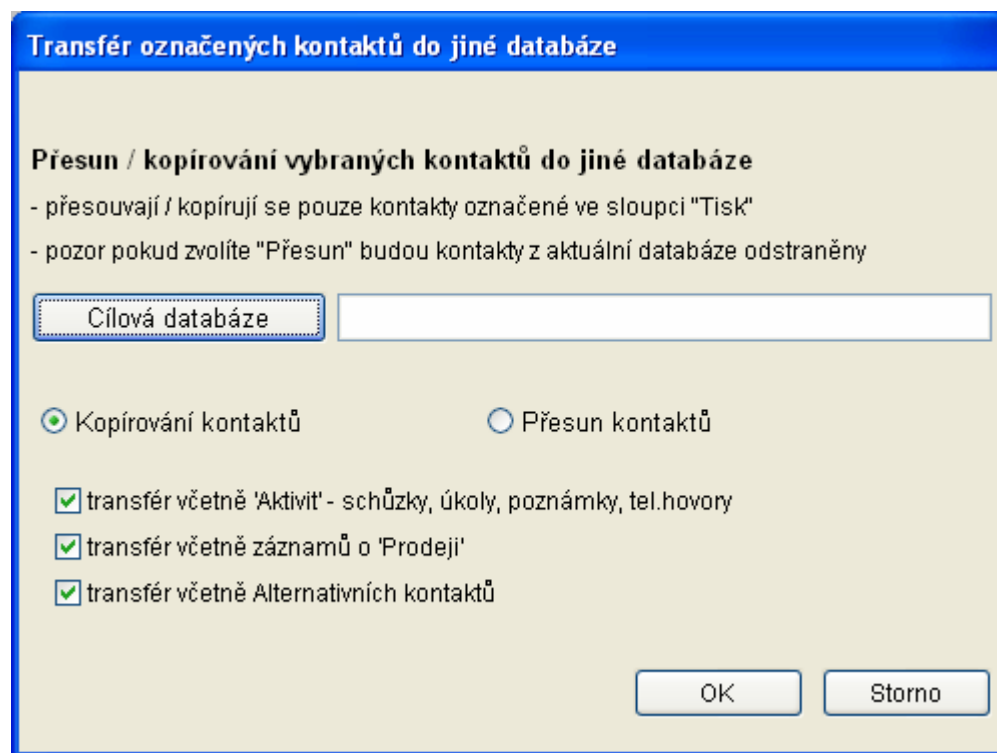 Transfér označených kontaktů do jiné databáze
Přesun / kopírování vybraných kontaktů do jiné databáze
- přesouvají / kopírují se pouze kontakty označené ve sloupci "Tisk"
- pozor pokud zvolíte "Přesun" budou kontakty z aktuální databáze odstraněny
Cílová databáze
Kopírování kontaktů Přesun kontaktů
transfér včetně 'Aktivit' - schůzky, úkoly, poznámky, tel.hovory
transfér včetně záznamů o 'Prodeji'
transfér včetně Alternativních kontaktů
OK Storno